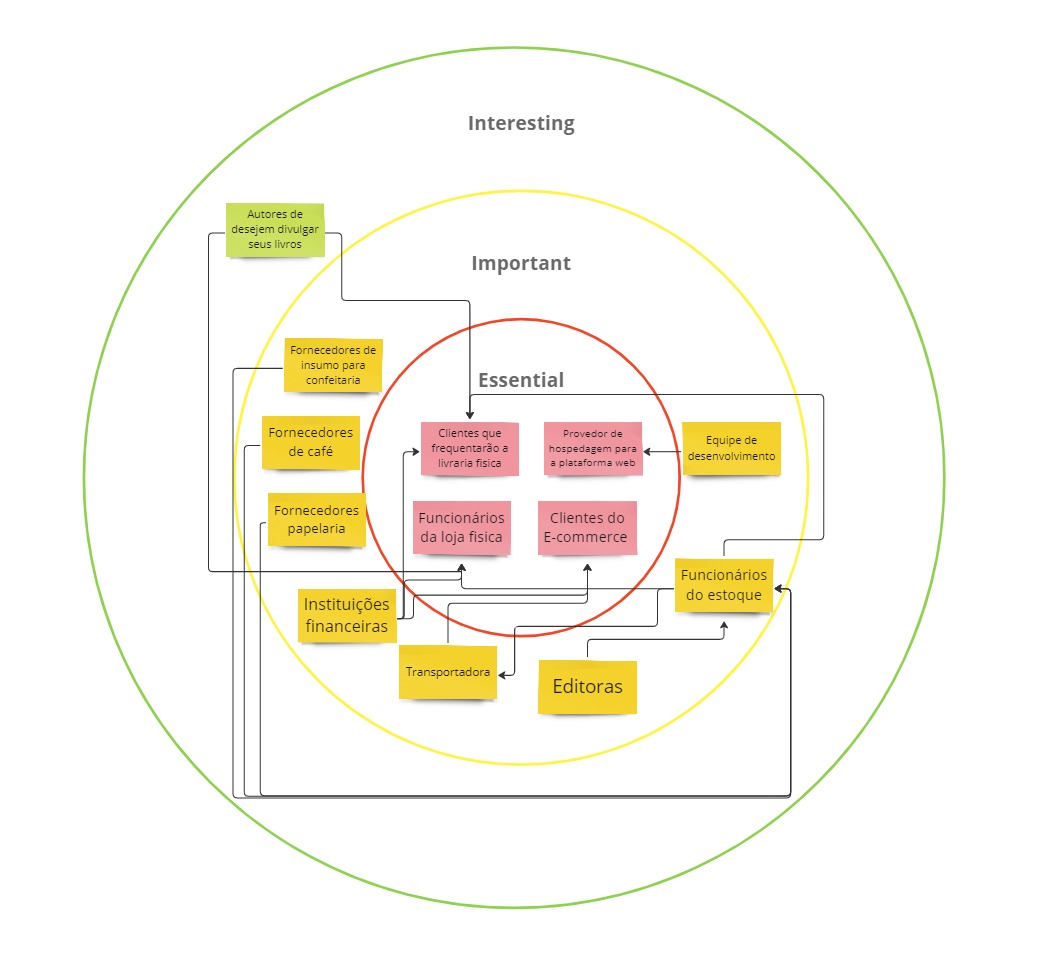 Interesting
Autores de
desejem divulgar
seus livros
Important
Fornecedores de
insumo para
confeitaria
Essential
Fornecedores
de café
Clientes que
frequentarão a
livraria fisica
Provedor de
hospedagem para
a plataforma web
Equipe de
desenvolvimento
Fornecedores
papelaria
Funcionários
da loja fisica
Clientes do
E-commerce
Funcionários
do estoque
Instituições
financeiras
Transportadora
Editoras